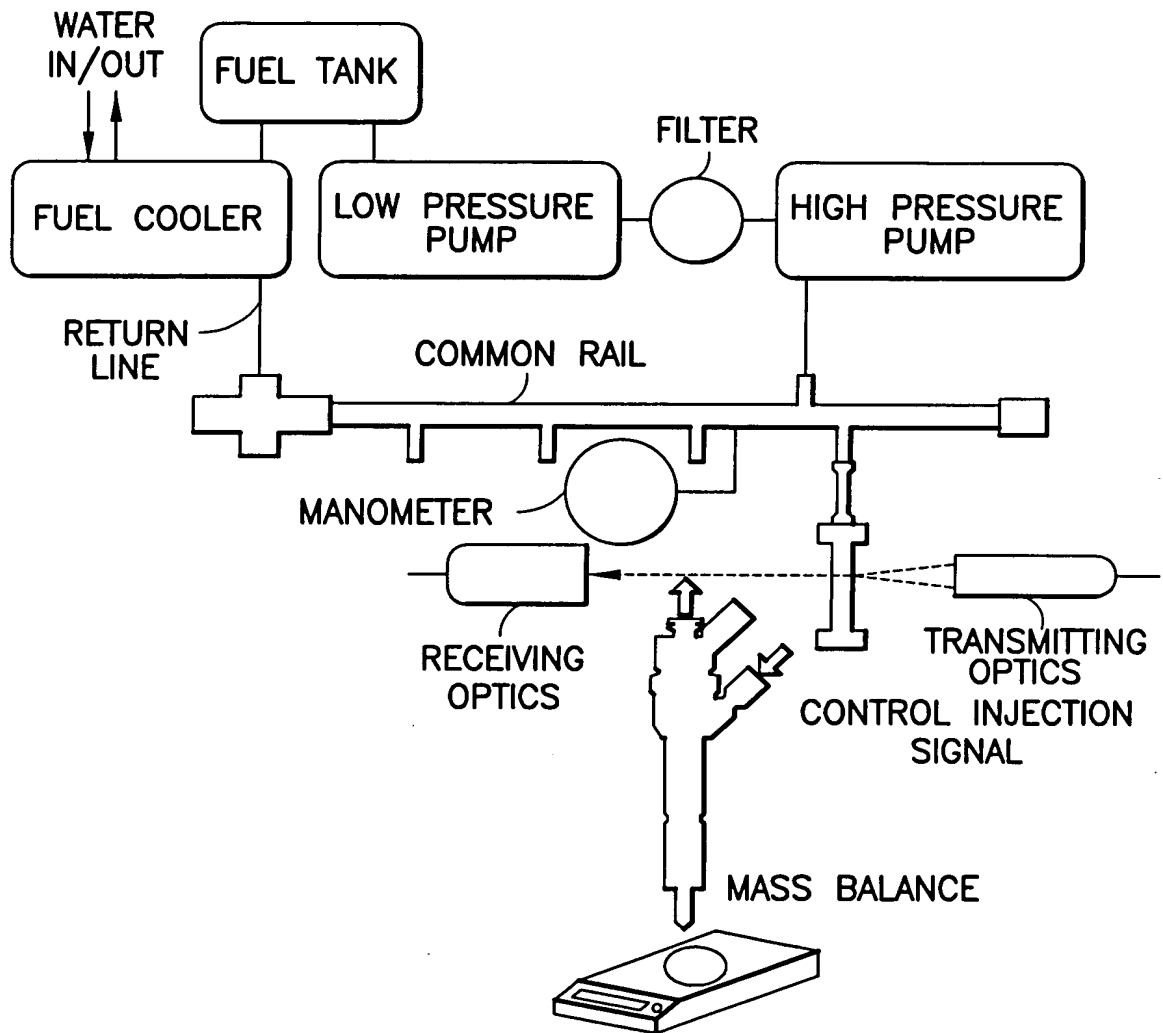 WATER
IN/OUT
FUEL TANK
FILTER
FUEL COOLER
LOW PRESSURE
PUMP
HIGH PRESSURE
PUMP
RETURN
LINE
COMMON RAIL
MANOMETER
RECEIVING
OPTICS
TRANSMITTING
OPTICS
CONTROL INJECTION
SIGNAL
MASS BALANCE